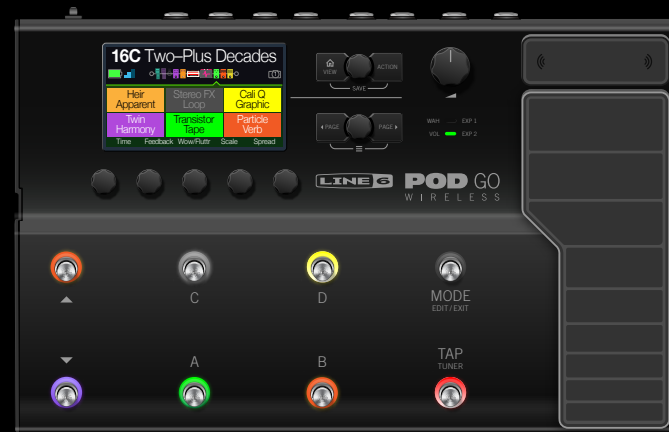 16C Two–Plus Decades
Heir Apparent
Stereo FX Loop
Cali Q Graphic
Twin Harmony
Transistor Tape
Particle Verb
Time Feedback Wow/Fluttr Scale Spread
VIEW
ACTION
SAVE
PAGE
PAGE
WAH EXP 1
VOL EXP 2
LINE 6
POD GO
WIRELESS
C
D
MODE
EDIT/EXIT
A
B
TAP
TUNER